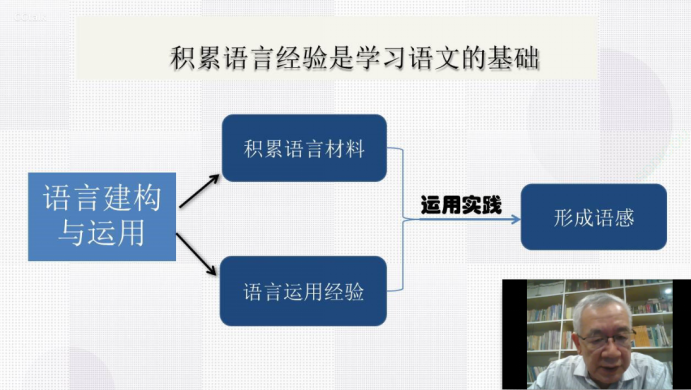 积累语言经验是学习语文的基础
语言建构
与运用
积累语言材料
语言运用经验
运用实践
形成语感